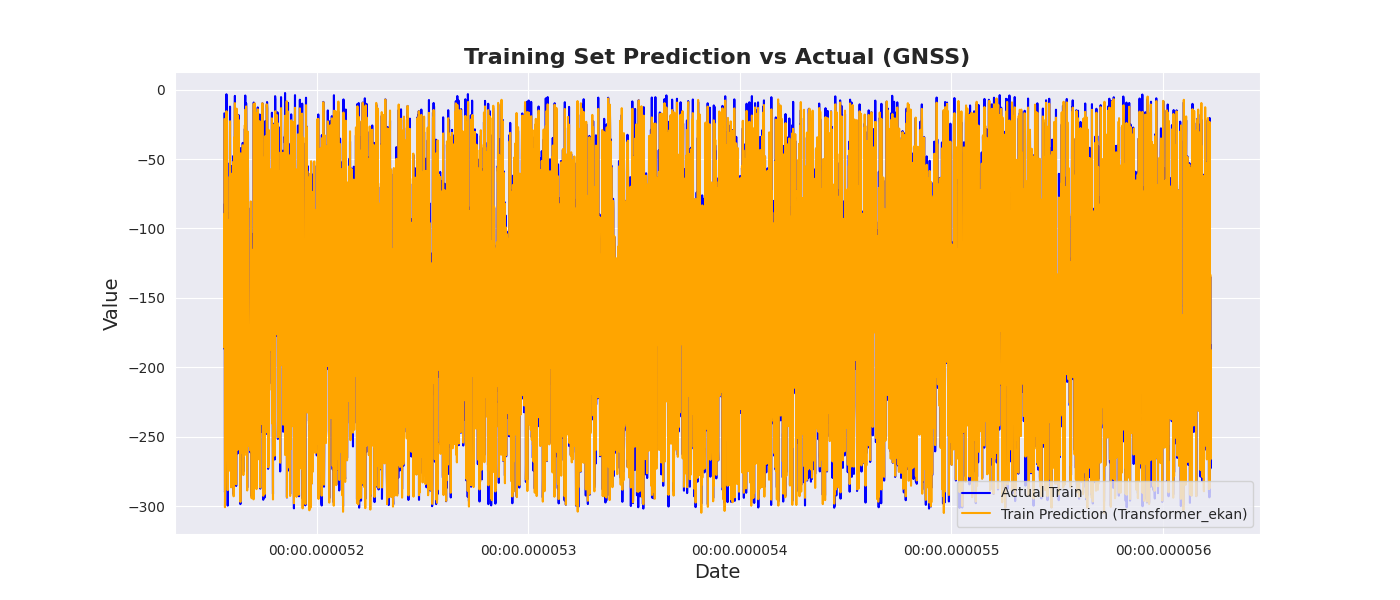 Training Set Prediction vs Actual (GNSS)
0
−50
−100
−150
−200
−250
−300
Value
Actual Train
Train Prediction (Transformer_ekan)
00:00.000052
00:00.000053
00:00.000054
00:00.000055
00:00.000056
Date